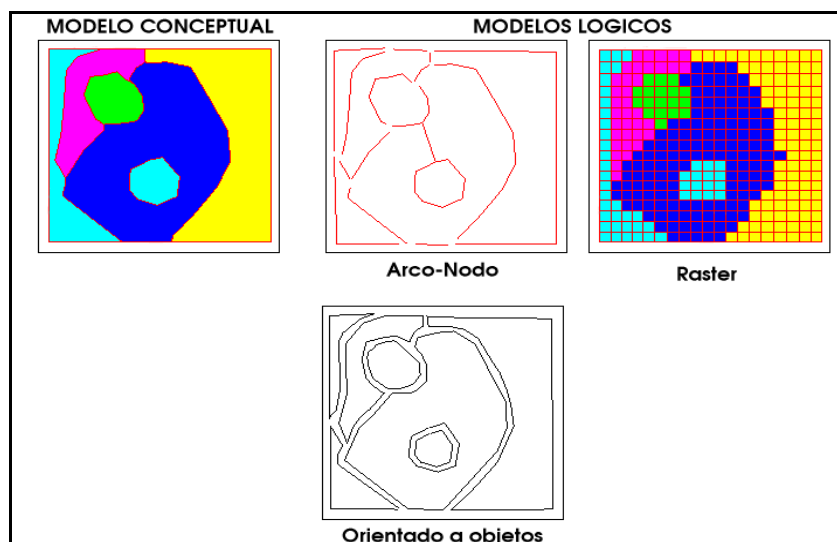 MODELO CONCEPTUAL
MODELOS LOGICOS
Arco-Nodo
Raster
Orientado a objetos